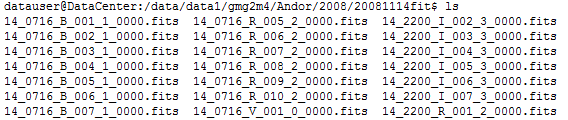 datauser@DataCenter:/data/data1/gmg2m4/Andor/2008/20081114fit$ ls
14_0716_B_001_1_0000.fits  14_0716_R_005_2_0000.fits  14_2200_I_002_3_0000.fits
14_0716_B_002_1_0000.fits  14_0716_R_006_2_0000.fits  14_2200_I_003_3_0000.fits
14_0716_B_003_1_0000.fits  14_0716_R_007_2_0000.fits  14_2200_I_004_3_0000.fits
14_0716_B_004_1_0000.fits  14_0716_R_008_2_0000.fits  14_2200_I_005_3_0000.fits
14_0716_B_005_1_0000.fits  14_0716_R_009_2_0000.fits  14_2200_I_006_3_0000.fits
14_0716_B_006_1_0000.fits  14_0716_R_010_2_0000.fits  14_2200_I_007_3_0000.fits
14_0716_B_007_1_0000.fits  14_0716_V_001_0_0000.fits  14_2200_R_001_2_0000.fits